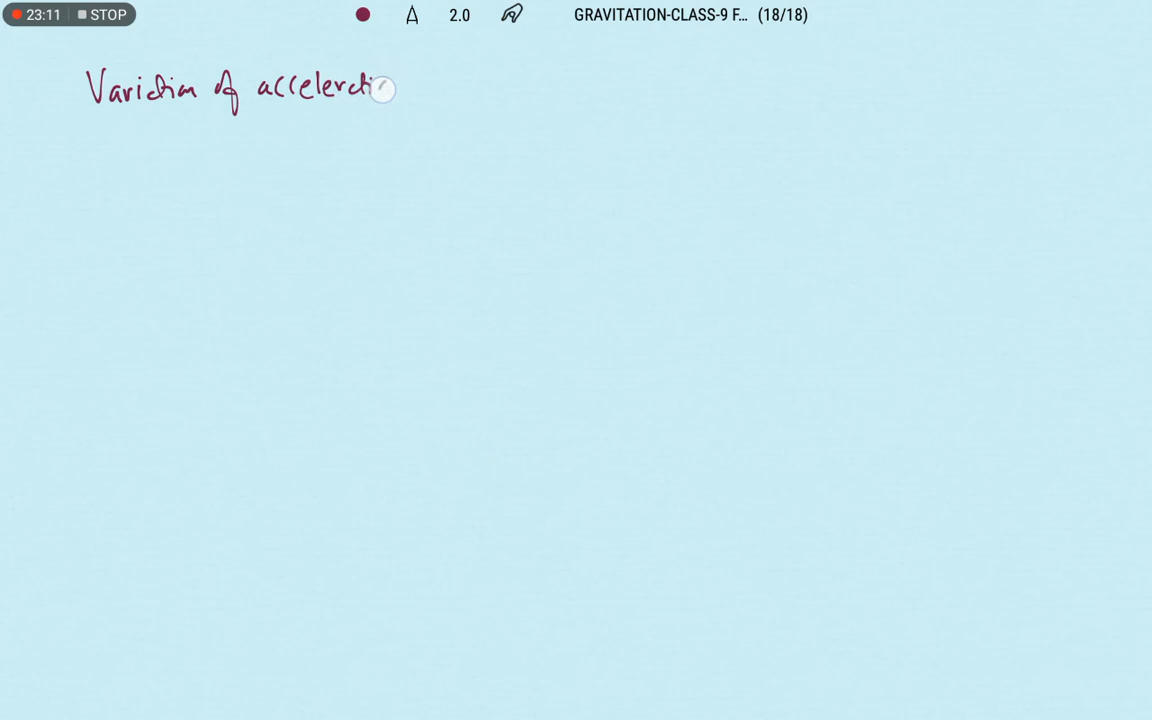 23:11 STOP 2.0 GRAVITATION-CLASS-9 F... (18/18)
Variation of accelerati